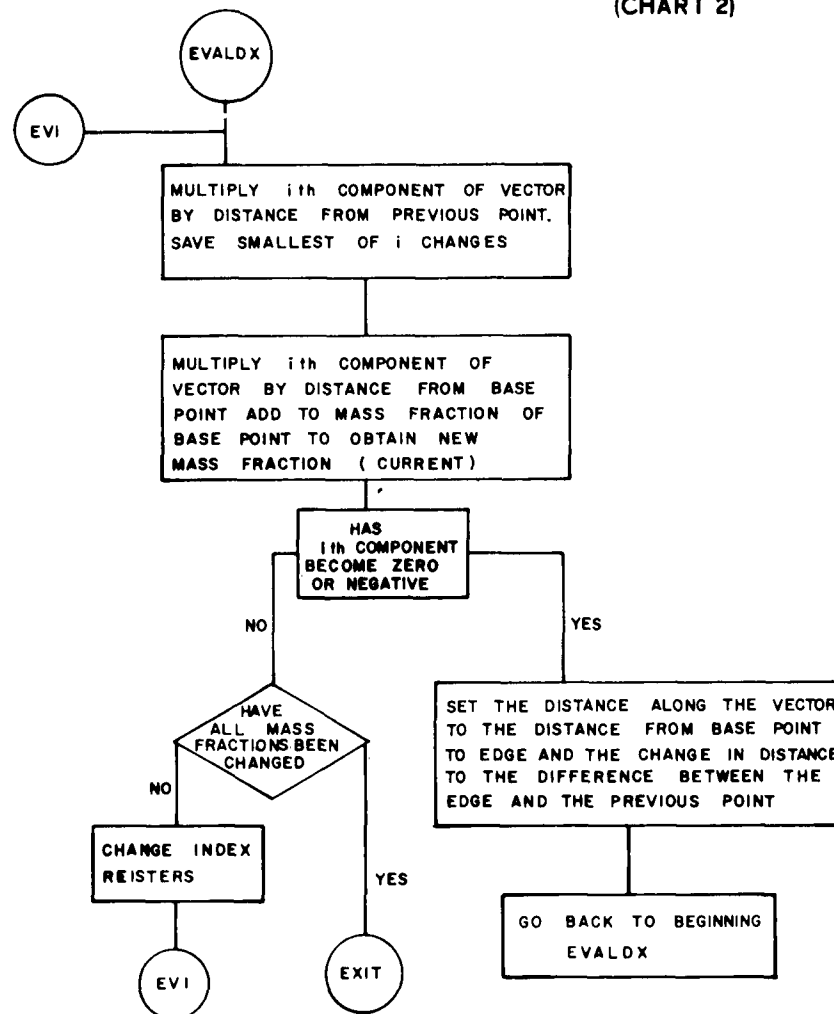 (CHART 2)
EVALDX
EVI
MULTIPLY ith COMPONENT OF VECTOR
BY DISTANCE FROM PREVIOUS POINT.
SAVE SMALLEST OF i CHANGES
MULTIPLY ith COMPONENT OF
VECTOR BY DISTANCE FROM BASE
POINT ADD TO MASS FRACTION OF
BASE POINT TO OBTAIN NEW
MASS FRACTION (CURRENT)
HAS
ith COMPONENT
BECOME ZERO
OR NEGATIVE
NO
YES
HAVE
ALL MASS
FRACTIONS BEEN
CHANGED
SET THE DISTANCE ALONG THE VECTOR
TO THE DISTANCE FROM BASE POINT
TO EDGE AND THE CHANGE IN DISTANCE
TO THE DIFFERENCE BETWEEN THE
EDGE AND THE PREVIOUS POINT
NO
YES
CHANGE INDEX
REISTERS
GO BACK TO BEGINNING
EVALDX
EVI
EXIT